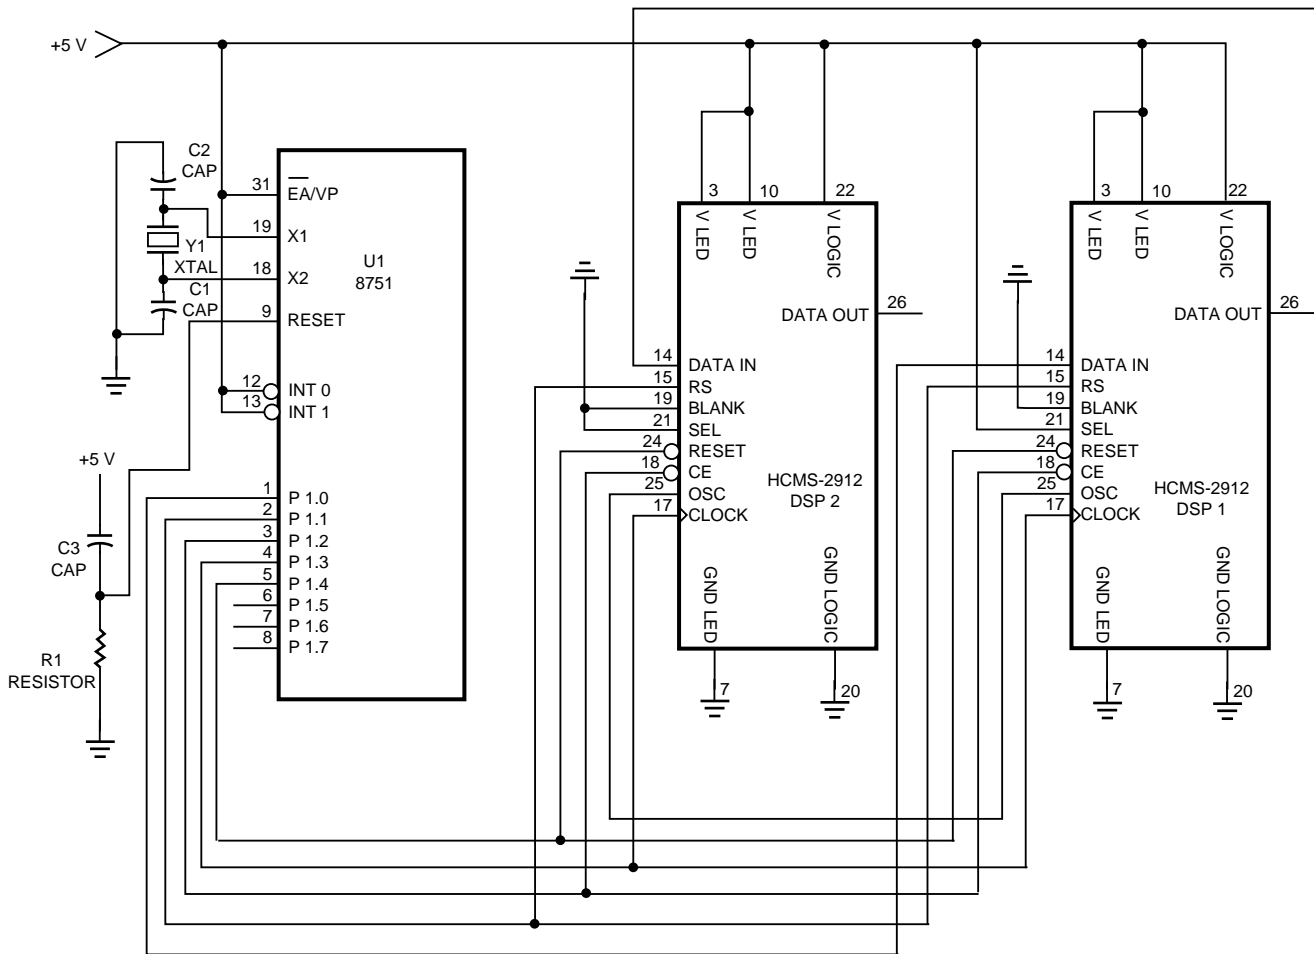 +5 V
C2
CAP
Y1
XTAL
C1
CAP
+5 V
C3
CAP
R1
RESISTOR
31 EA/VP
19 X1
18 X2
9 RESET
12 INT 0
13 INT 1
1 P 1.0
2 P 1.1
3 P 1.2
4 P 1.3
5 P 1.4
6 P 1.5
7 P 1.6
8 P 1.7
U1
8751
3 10 22
V LED V LED V LOGIC
DATA OUT 26
14 DATA IN
15 RS
19 BLANK
21 SEL
24 RESET
18 CE
25 OSC
17 CLOCK
HCMS-2912
DSP 2
GND LED GND LOGIC
7 20
3 10 22
V LED V LED V LOGIC
DATA OUT 26
14 DATA IN
15 RS
19 BLANK
21 SEL
24 RESET
18 CE
25 OSC
17 CLOCK
HCMS-2912
DSP 1
GND LED GND LOGIC
7 20